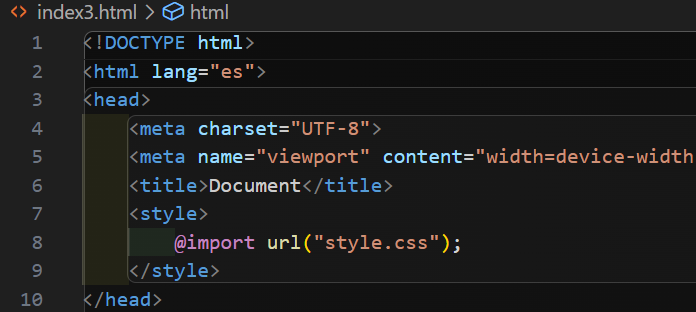 index3.html > html
1 <!DOCTYPE html>
2 <html lang="es">
3 <head>
4 <meta charset="UTF-8">
5 <meta name="viewport" content="width=device-width
6 <title>Document</title>
7 <style>
8 @import url("style.css");
9 </style>
10 </head>